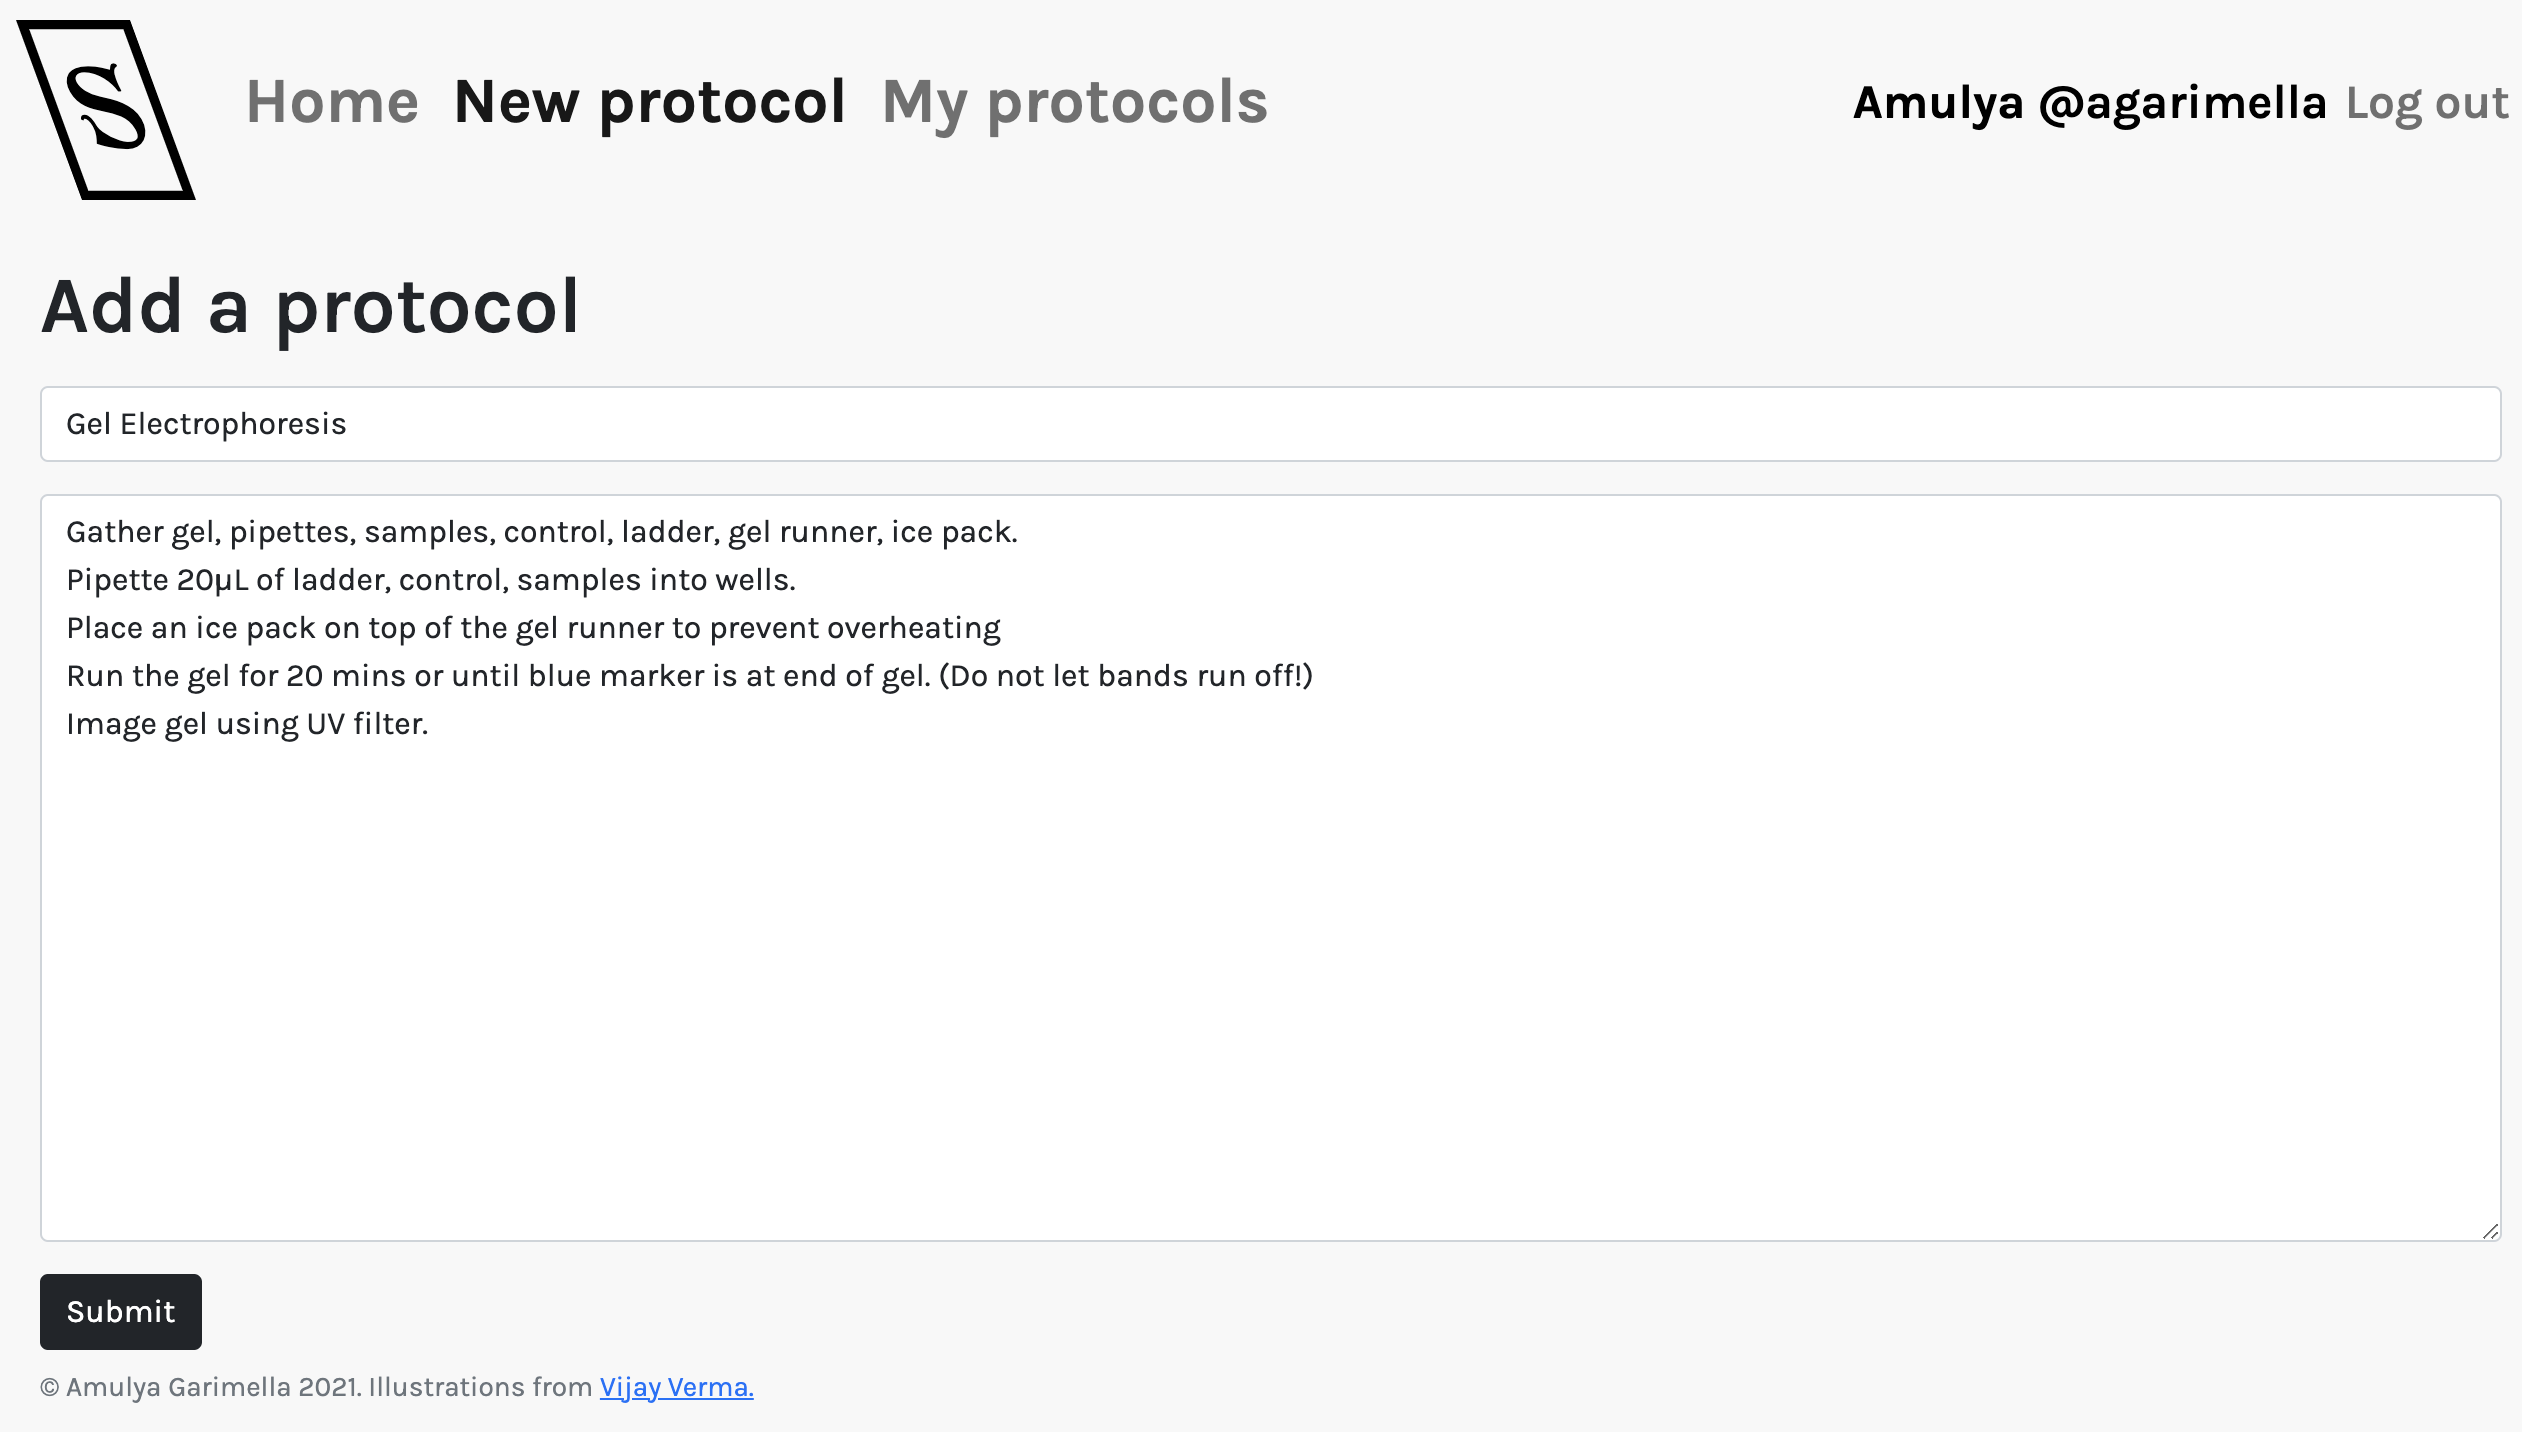 S
Home New protocol My protocols Amulya @agarimella Log out
Add a protocol
Gel Electrophoresis
Gather gel, pipettes, samples, control, ladder, gel runner, ice pack.
Pipette 20µL of ladder, control, samples into wells.
Place an ice pack on top of the gel runner to prevent overheating
Run the gel for 20 mins or until blue marker is at end of gel. (Do not let bands run off!)
Image gel using UV filter.
Submit
© Amulya Garimella 2021. Illustrations from Vijay Verma.